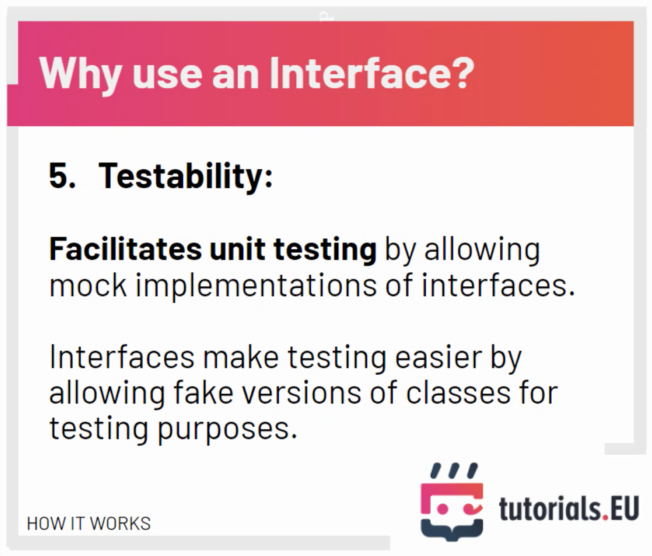 Why use an Interface?
5. Testability:
Facilitates unit testing by allowing
mock implementations of interfaces.
Interfaces make testing easier by
allowing fake versions of classes for
testing purposes.
HOW IT WORKS
tutorials.EU